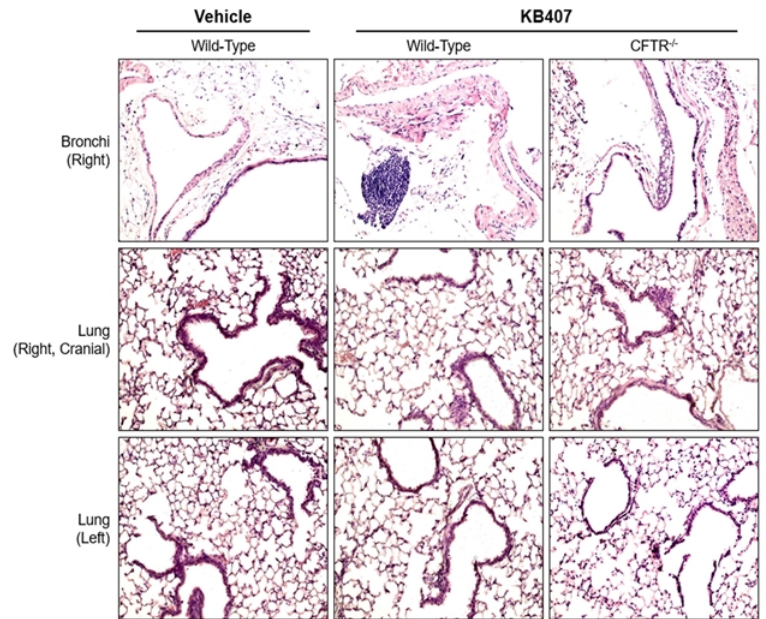 Vehicle
KB407
Wild-Type
Wild-Type
CFTR-/-
Bronchi
(Right)
Lung
(Right, Cranial)
Lung
(Left)